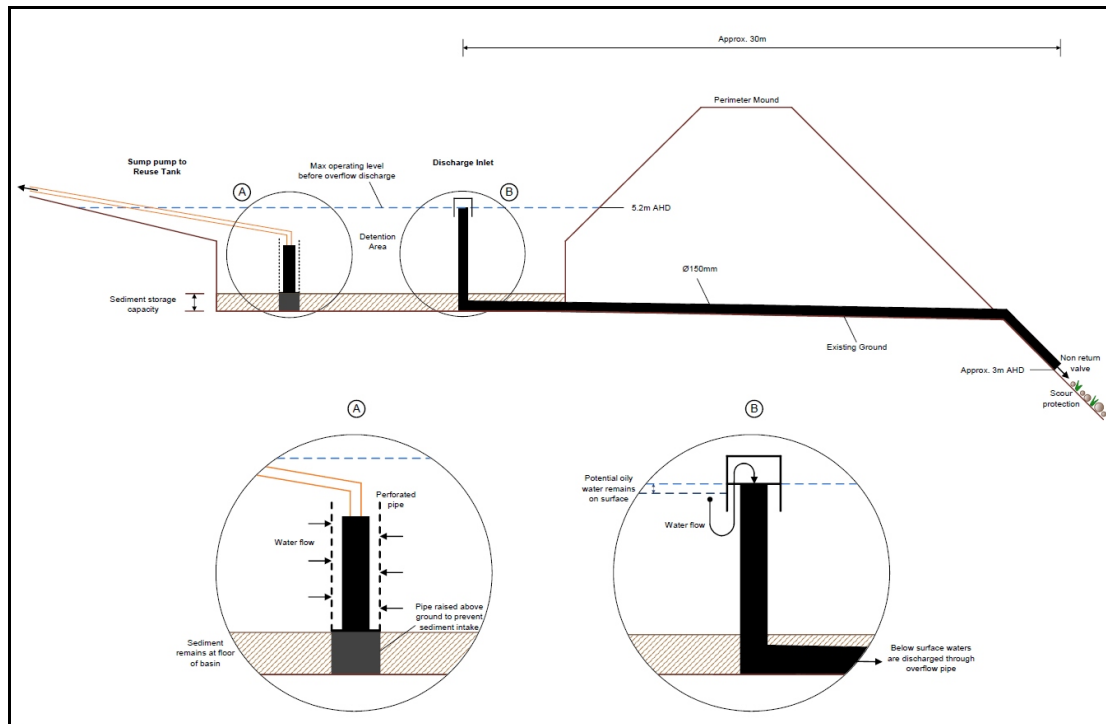 Approx. 30m
Perimeter Mound
Sump pump to
Reuse Tank
Max operating level
before overflow discharge
Discharge Inlet
A
B
5.2m AHD
Detention
Area
Ø150mm
Sediment storage
capacity
Existing Ground
Non return
valve
Approx. 3m AHD
Scour
protection
A
B
Perforated
pipe
Water flow
Pipe raised above
ground to prevent
sediment intake
Sediment
remains at floor
of basin
Potential oily
water remains
on surface
Water flow
Below surface waters
are discharged through
overflow pipe